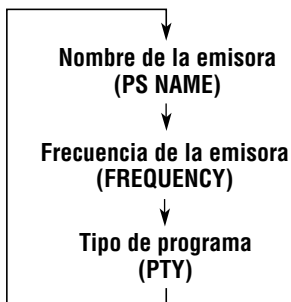 Nombre de la emisora
(PS NAME)
Frecuencia de la emisora
(FREQUENCY)
Tipo de programa
(PTY)